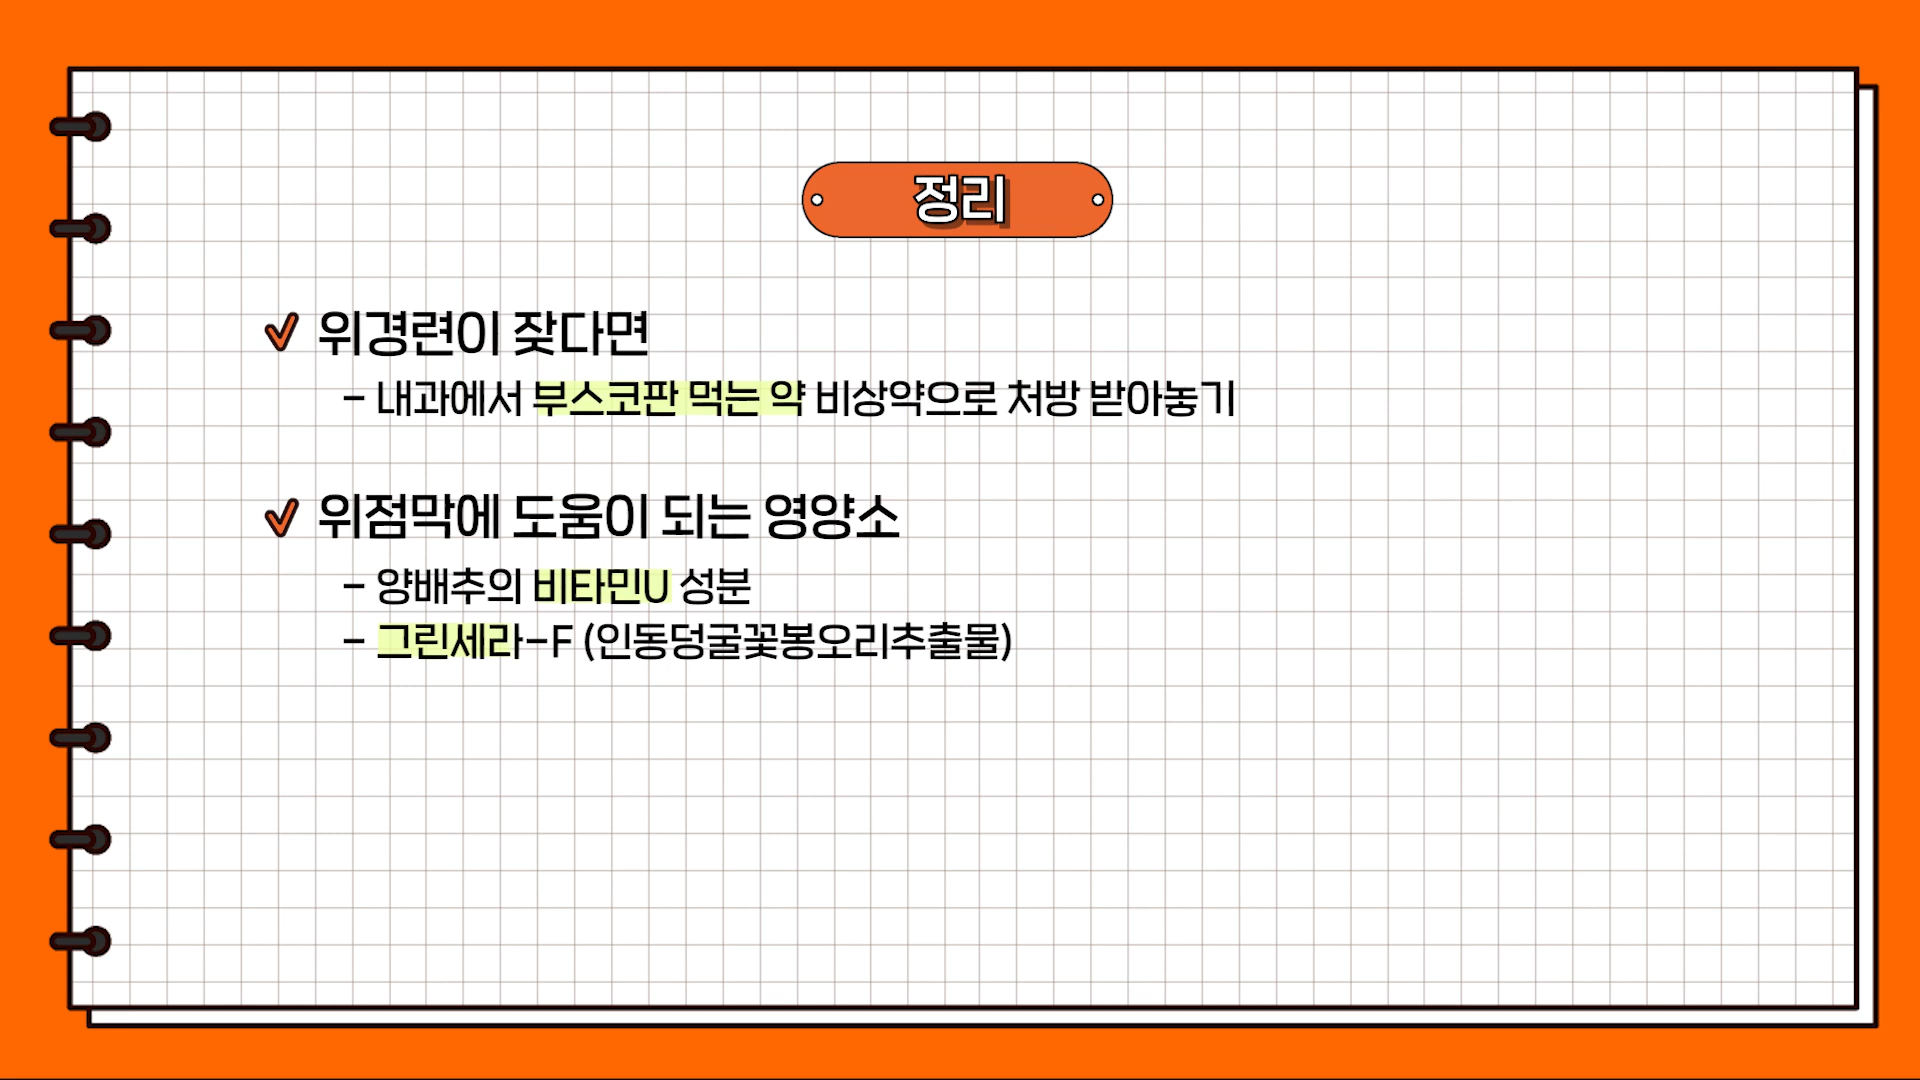 정리
위경련이 잦다면
- 내과에서 부스코판 먹는 약 비상약으로 처방 받아놓기
위점막에 도움이 되는 영양소
- 양배추의 비타민U 성분
- 그린세라-F (인동덩굴꽃봉오리추출물)